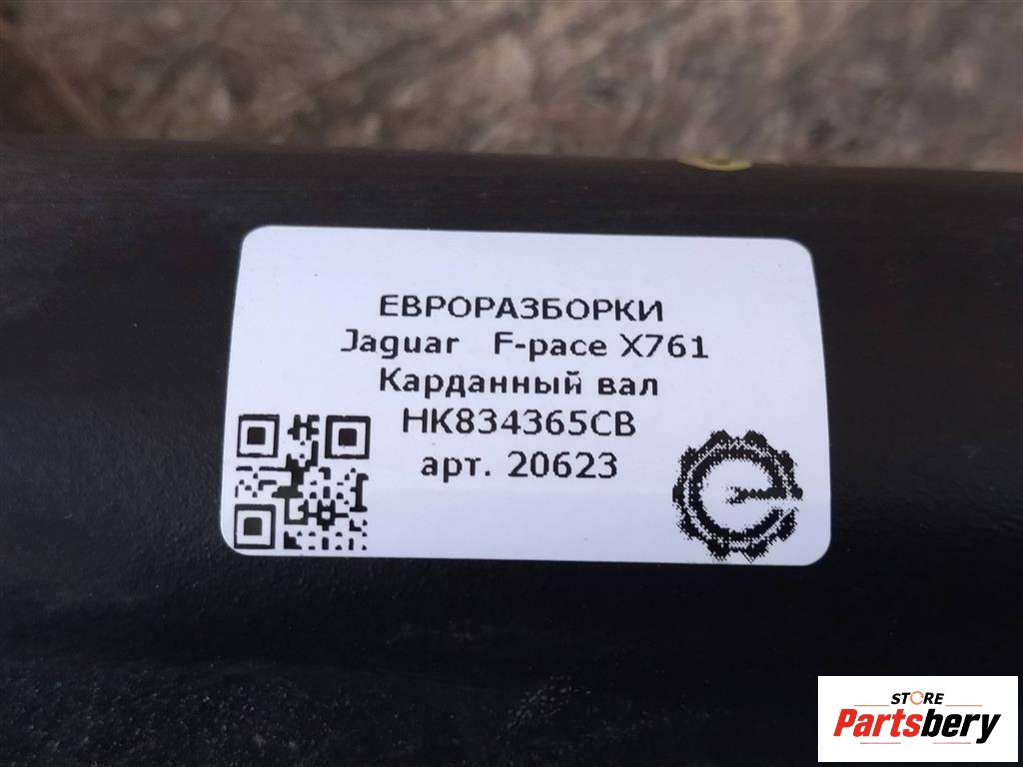 ЕВРОРАЗБОРКИ
Jaguar F-pace X761
Карданный вал
HK834365CB
арт. 20623
STORE
Partsbery